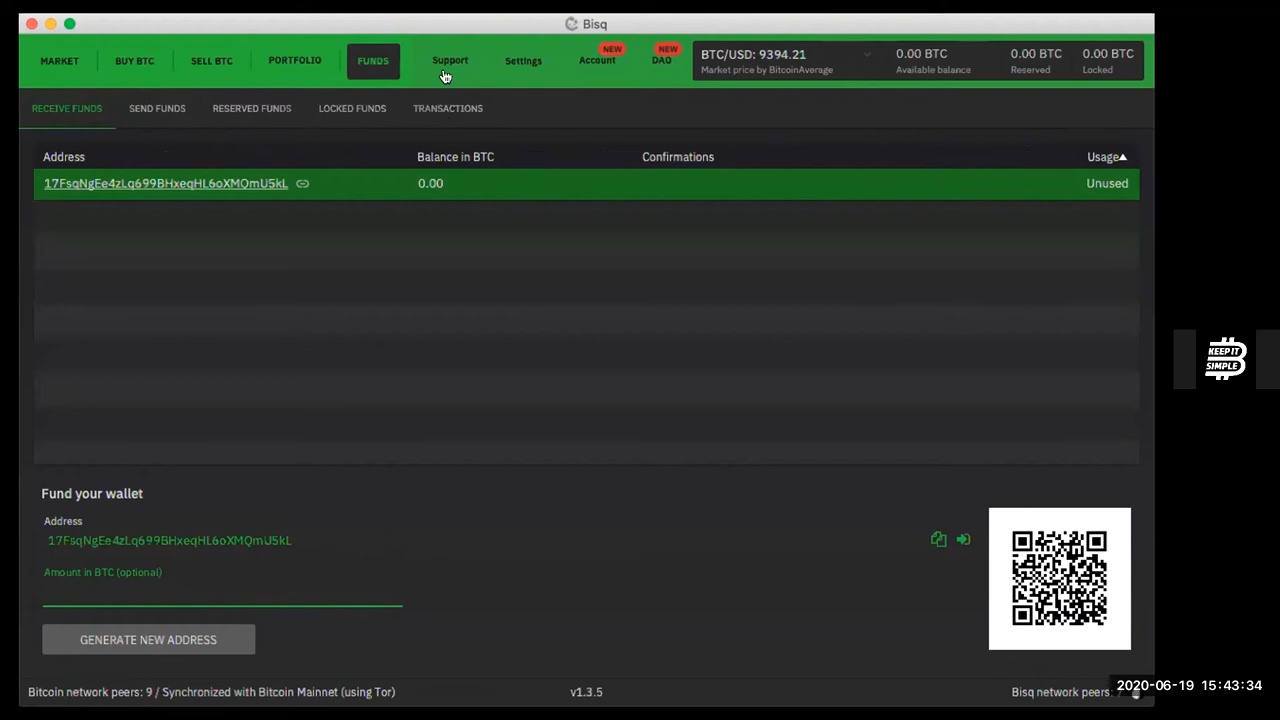 Bisq
MARKET BUY BTC SELL BTC PORTFOLIO FUNDS Support Settings Account NEW DAO NEW BTC/USD: 9394.21 0.00 BTC 0.00 BTC 0.00 BTC
Market price by BitcoinAverage Available balance Reserved Locked
RECEIVE FUNDS SEND FUNDS RESERVED FUNDS LOCKED FUNDS TRANSACTIONS
Address Balance in BTC Confirmations Usage▲
17FsqNgEe4zLq699BHxeqHL6oXMQmU5kL 0.00 Unused
KEEP IT
SIMPLE
Fund your wallet
Address
17FsqNgEe4zLq699BHxeqHL6oXMQmU5kL
Amount in BTC (optional)
GENERATE NEW ADDRESS
Bitcoin network peers: 9 / Synchronized with Bitcoin Mainnet (using Tor) v1.3.5 Bisq network peers:
2020-06-19 15:43:34